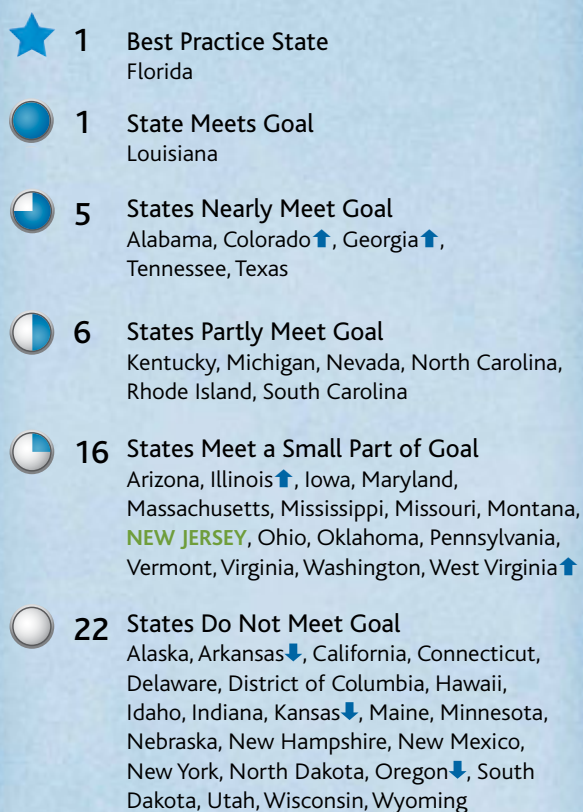 1 Best Practice State
Florida
1 State Meets Goal
Louisiana
5 States Nearly Meet Goal
Alabama, Colorado⬆, Georgia⬆,
Tennessee, Texas
6 States Partly Meet Goal
Kentucky, Michigan, Nevada, North Carolina,
Rhode Island, South Carolina
16 States Meet a Small Part of Goal
Arizona, Illinois⬆, Iowa, Maryland,
Massachusetts, Mississippi, Missouri, Montana,
NEW JERSEY, Ohio, Oklahoma, Pennsylvania,
Vermont, Virginia, Washington, West Virginia⬆
22 States Do Not Meet Goal
Alaska, Arkansas⬇, California, Connecticut,
Delaware, District of Columbia, Hawaii,
Idaho, Indiana, Kansas⬇, Maine, Minnesota,
Nebraska, New Hampshire, New Mexico,
New York, North Dakota, Oregon⬇, South
Dakota, Utah, Wisconsin, Wyoming